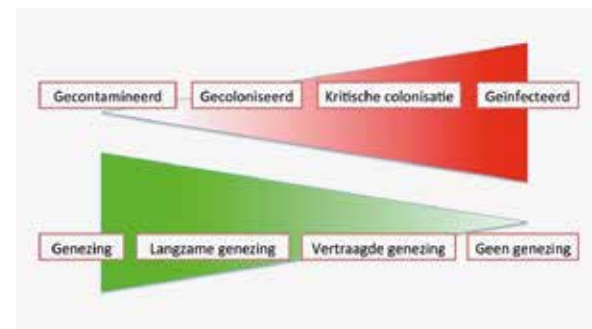 Gecontamineerd Gecoloniseerd Kritische colonisatie Geïnfecteerd
Genezing Langzame genezing Vertraagde genezing Geen genezing